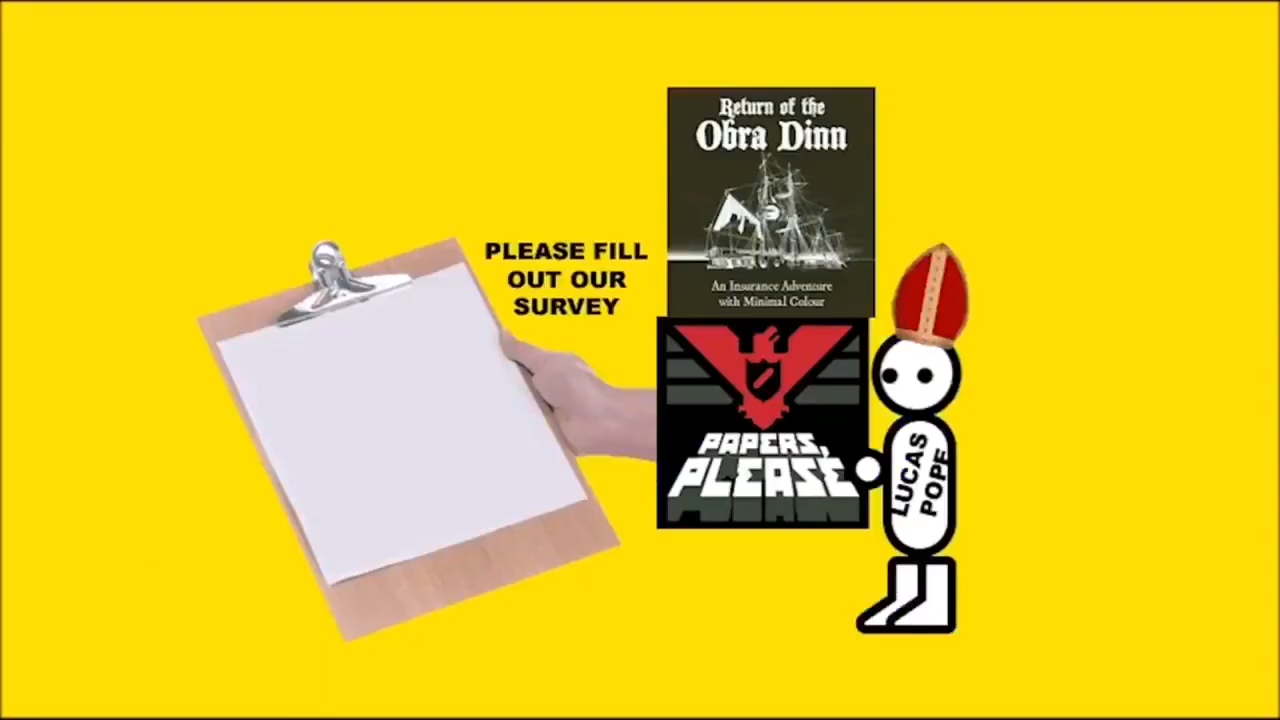 PLEASE FILL
OUT OUR
SURVEY
Return of the
Obra Dinn
An Insurance Adventure
with Minimal Colour
PAPERS,
PLEASE
LUCAS
POPE